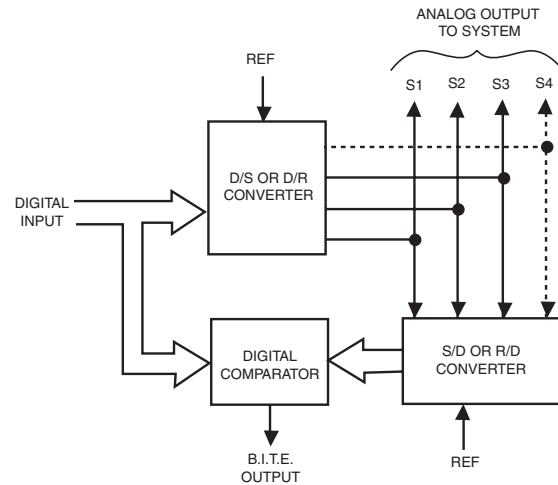 ANALOG OUTPUT
TO SYSTEM
REF
S1
S2
S3
S4
D/S OR D/R
CONVERTER
DIGITAL
INPUT
DIGITAL
COMPARATOR
S/D OR R/D
CONVERTER
B.I.T.E.
OUTPUT
REF